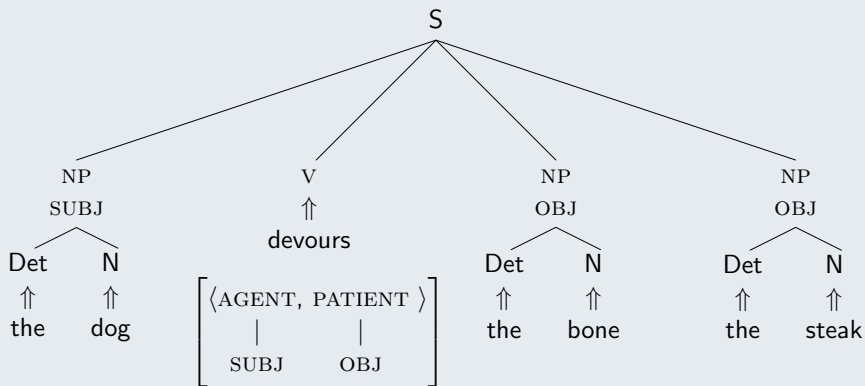 S
NP V NP NP
SUBJ ⇑ OBJ OBJ
devours
Det N Det N Det N
⇑ ⇑ ⇑ ⇑ ⇑ ⇑
⟨AGENT, PATIENT ⟩
the dog | | the bone the steak
SUBJ OBJ